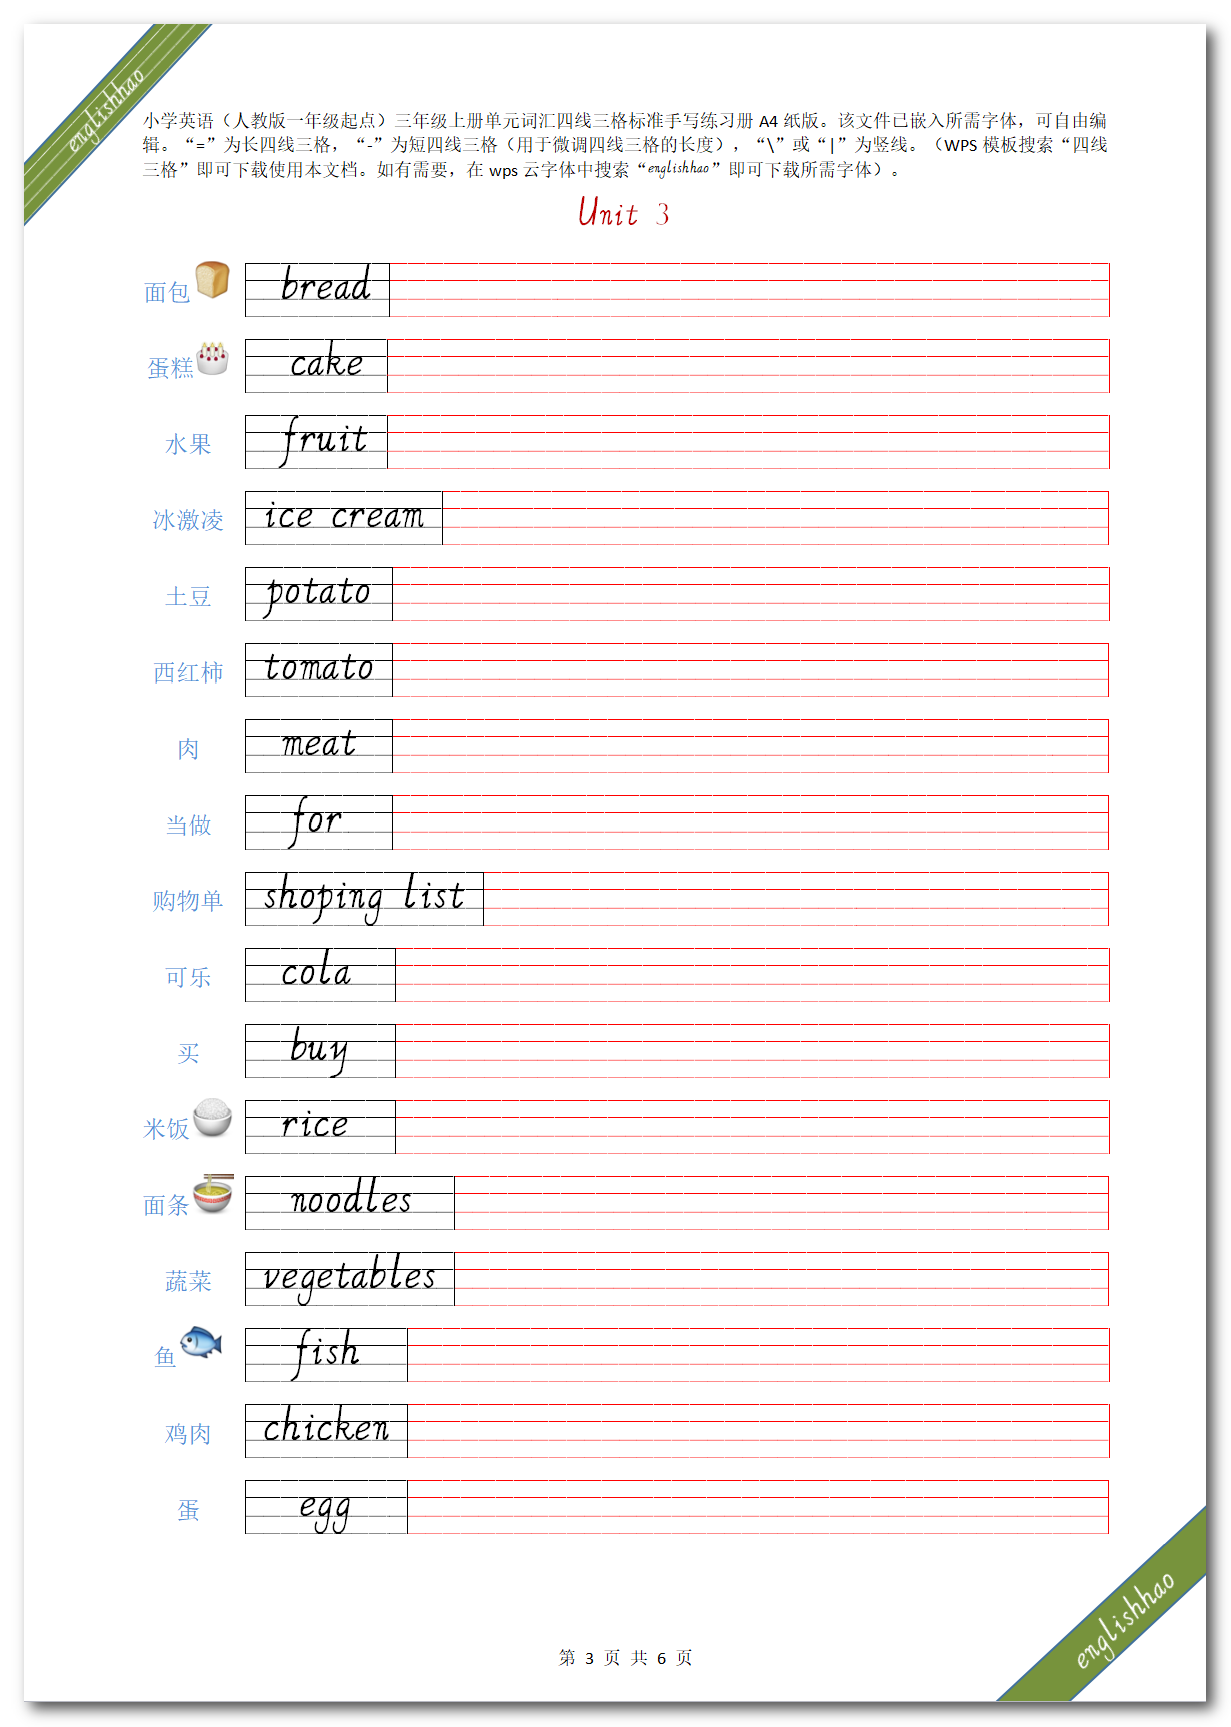 englishhao
小学英语（人教版一年级起点）三年级上册单元词汇四线三格标准手写练习册 A4 纸版。该文件已嵌入所需字体，可自由编
辑。“=”为长四线三格，“-”为短四线三格（用于微调四线三格的长度），“\”或“|”为竖线。（WPS 模板搜索“四线
三格”即可下载使用本文档。如有需要，在 wps 云字体中搜索“englishhao”即可下载所需字体）。
Unit 3
面包 bread
蛋糕 cake
水果 fruit
冰激凌 ice cream
土豆 potato
西红柿 tomato
肉 meat
当做 for
购物单 shoping list
可乐 cola
买 buy
米饭 rice
面条 noodles
蔬菜 vegetables
鱼 fish
鸡肉 chicken
蛋 egg
englishhao
第 3 页 共 6 页